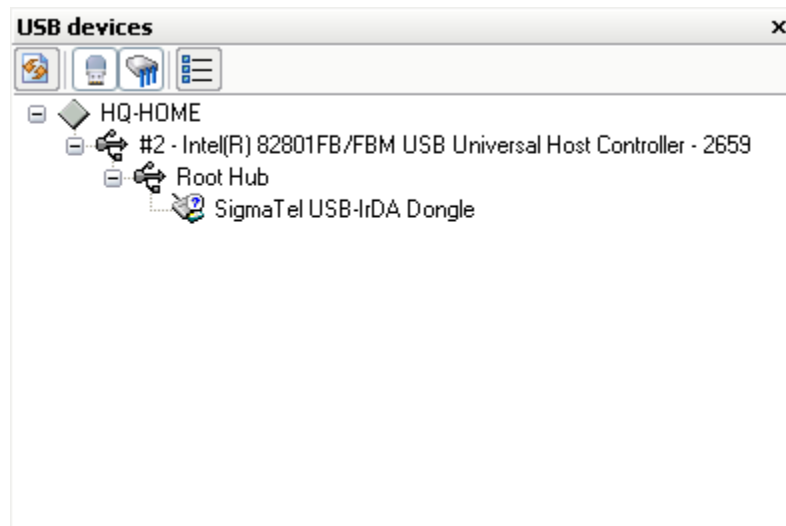 USB devices
HQ-HOME
#2 - Intel(R) 82801FB/FBM USB Universal Host Controller - 2659
Root Hub
SigmaTel USB-IrDA Dongle